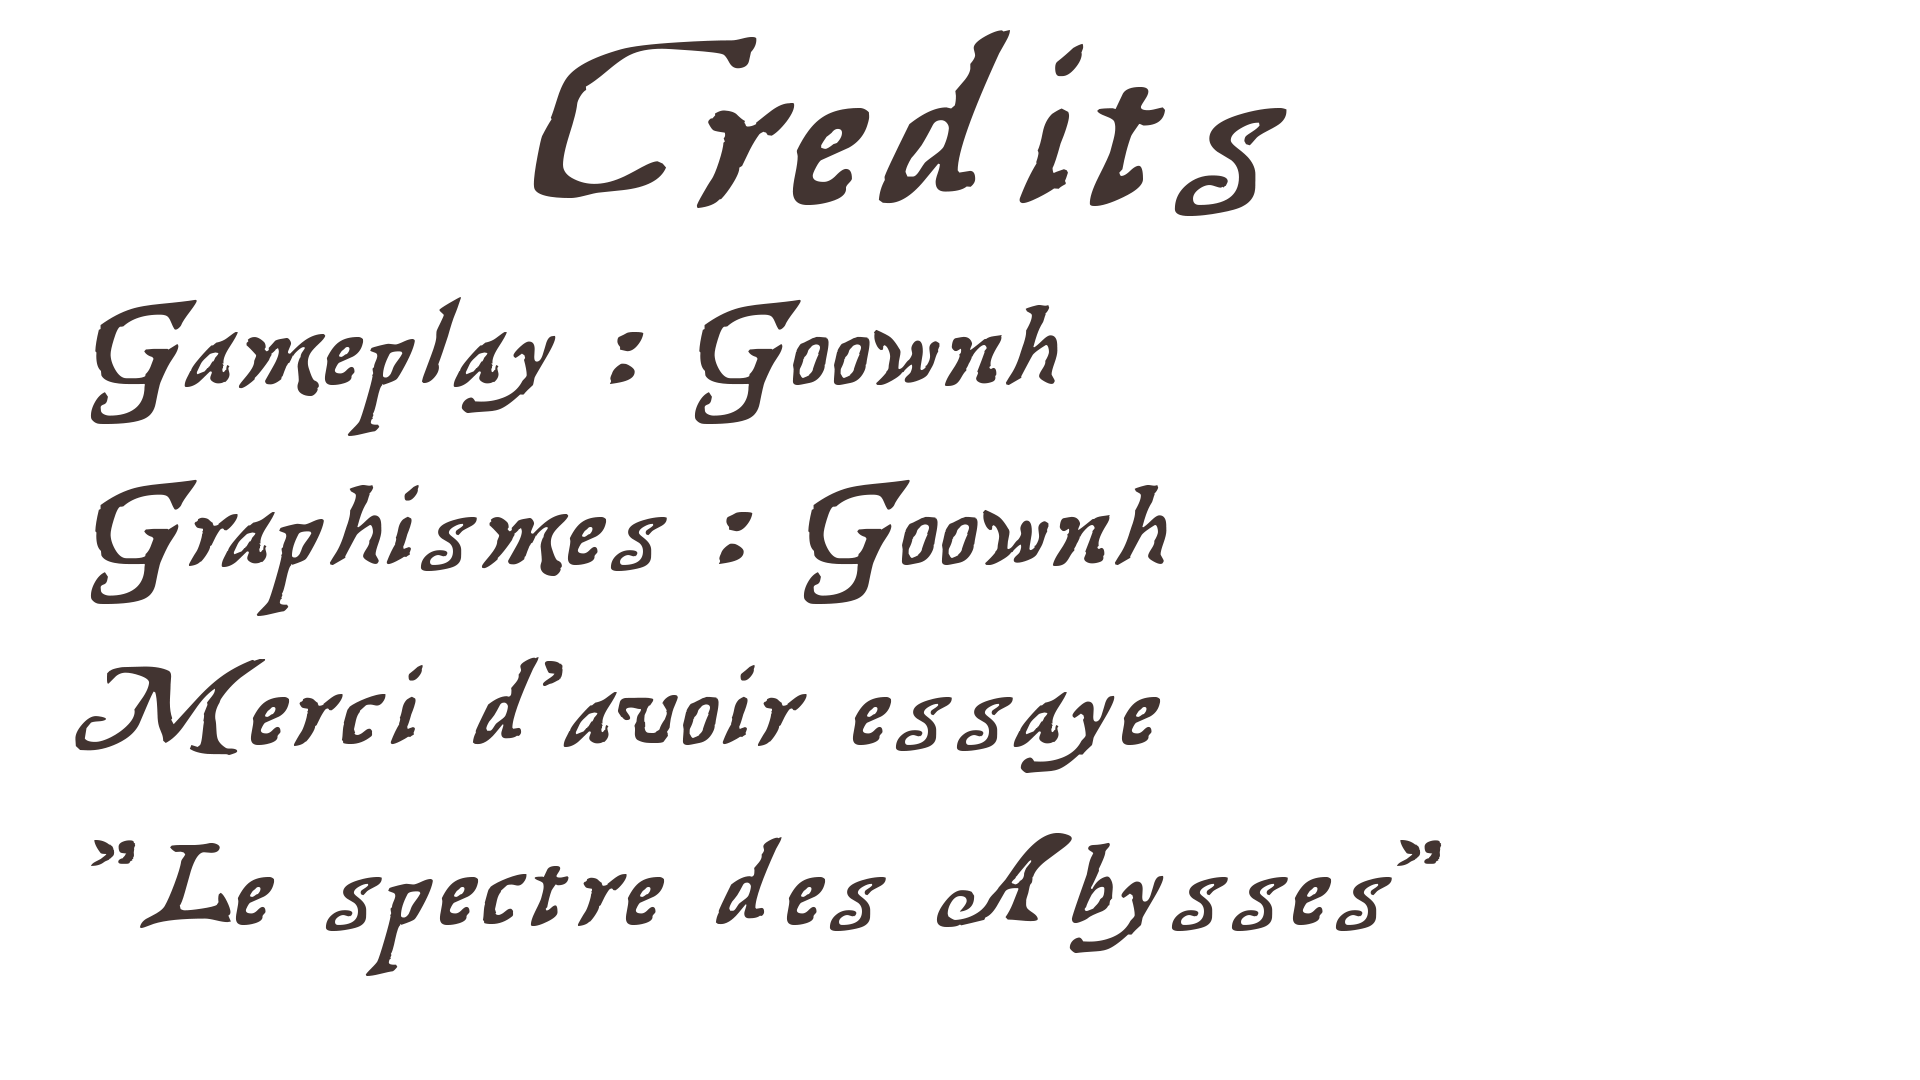 Credits
Gameplay : Goownh
Graphismes : Goownh
Merci d'avoir essaye
"Le spectre des Abysses"